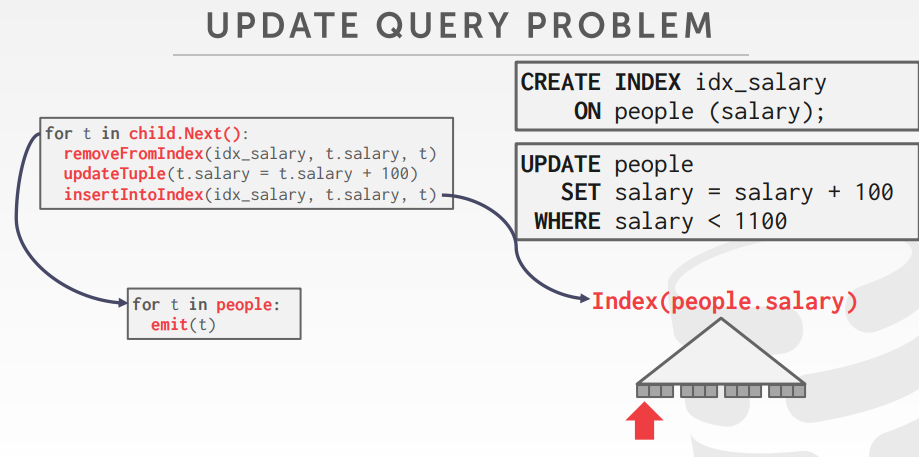 UPDATE QUERY PROBLEM
CREATE INDEX idx_salary
ON people (salary);
for t in child.Next():
removeFromIndex(idx_salary, t.salary, t)
updateTuple(t.salary = t.salary + 100)
insertIntoIndex(idx_salary, t.salary, t)
UPDATE people
SET salary = salary + 100
WHERE salary < 1100
for t in people:
emit(t)
Index(people.salary)